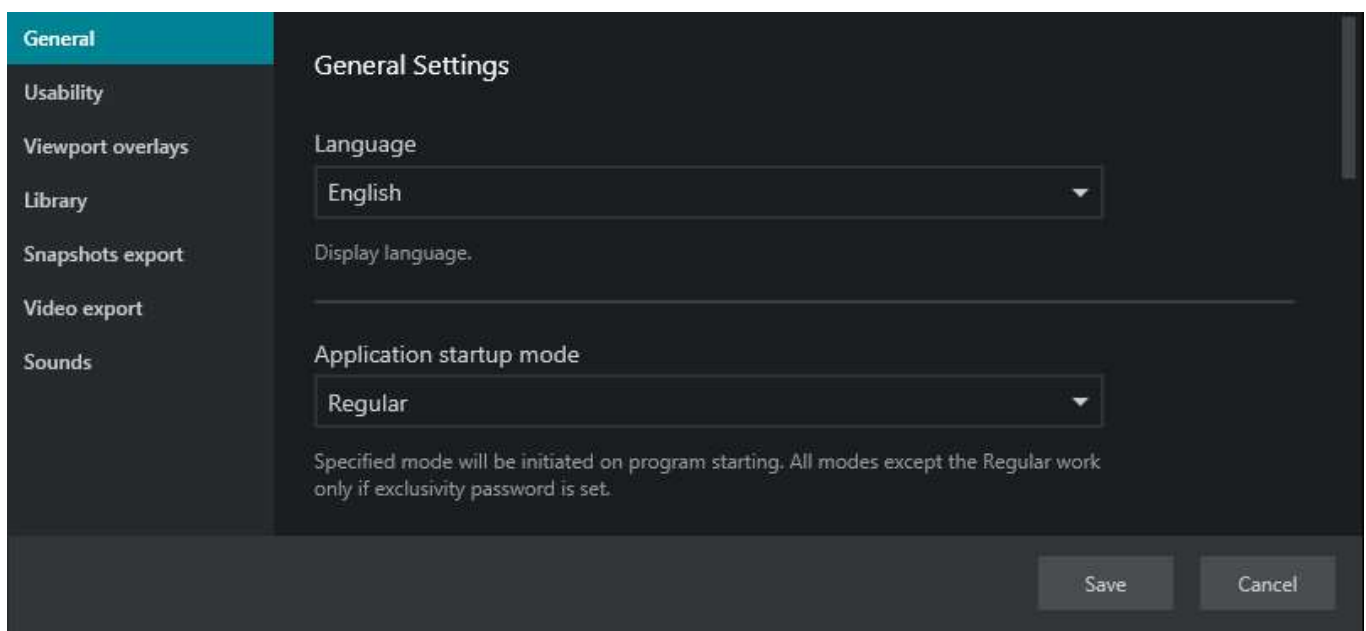 General
Usability
Viewport overlays
Library
Snapshots export
Video export
Sounds
General Settings
Language
English
Display language.
Application startup mode
Regular
Specified mode will be initiated on program starting. All modes except the Regular work
only if exclusivity password is set.
Save
Cancel